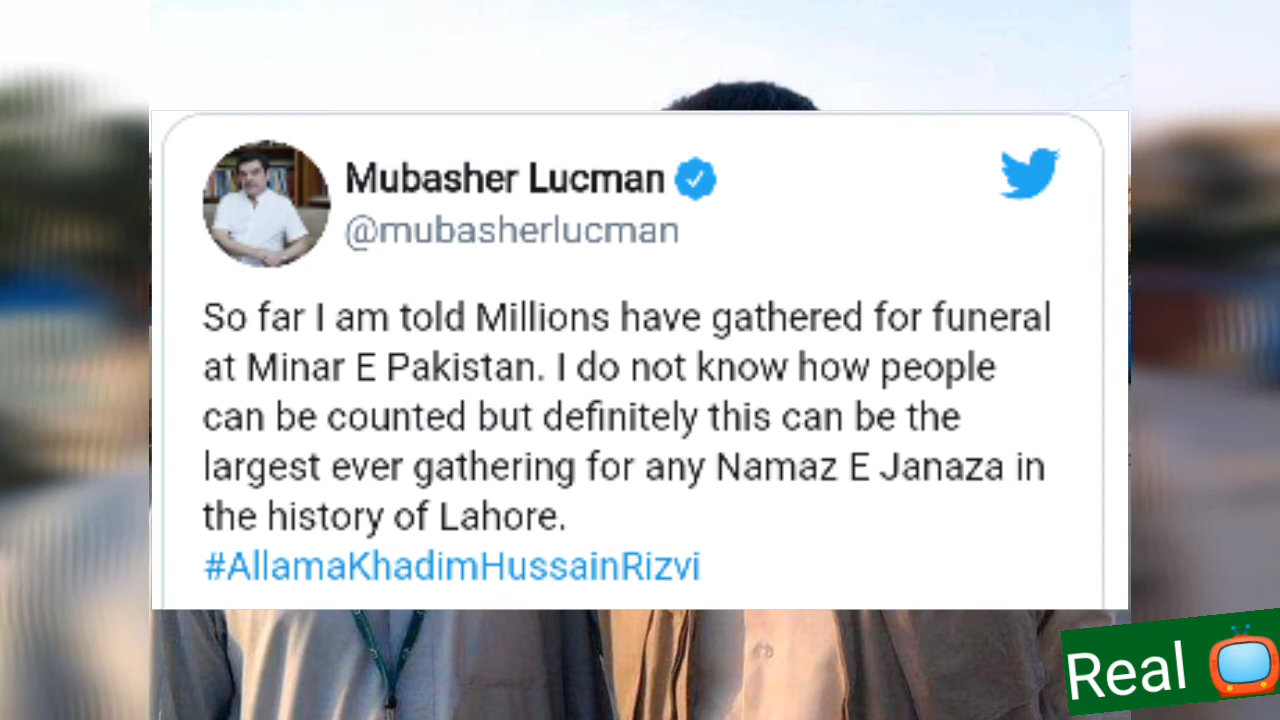 Mubasher Lucman
@mubasherlucman
So far I am told Millions have gathered for funeral
at Minar E Pakistan. I do not know how people
can be counted but definitely this can be the
largest ever gathering for any Namaz E Janaza in
the history of Lahore.
#AllamaKhadimHussainRizvi
Real